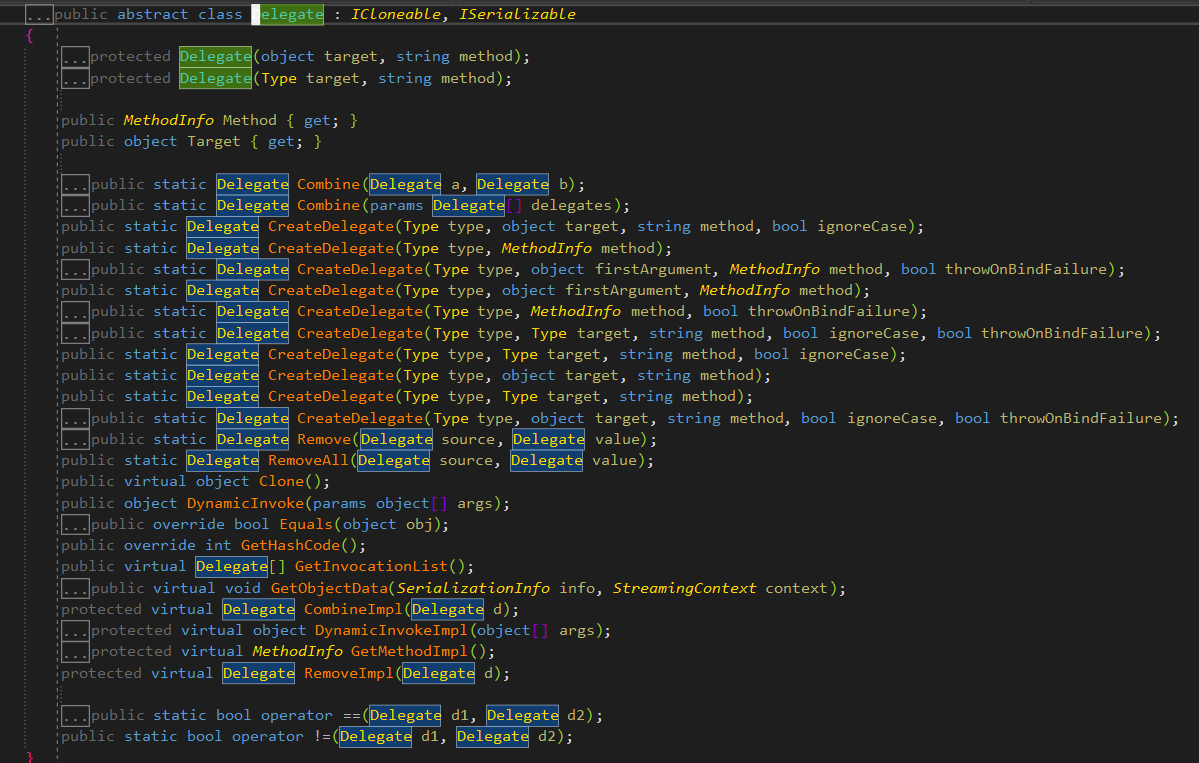 ...public abstract class Delegate : ICloneable, ISerializable
{
...protected Delegate(object target, string method);
...protected Delegate(Type target, string method);
public MethodInfo Method { get; }
public object Target { get; }
...public static Delegate Combine(Delegate a, Delegate b);
...public static Delegate Combine(params Delegate[] delegates);
public static Delegate CreateDelegate(Type type, object target, string method, bool ignoreCase);
public static Delegate CreateDelegate(Type type, MethodInfo method);
...public static Delegate CreateDelegate(Type type, object firstArgument, MethodInfo method, bool throwOnBindFailure);
public static Delegate CreateDelegate(Type type, object firstArgument, MethodInfo method);
...public static Delegate CreateDelegate(Type type, MethodInfo method, bool throwOnBindFailure);
...public static Delegate CreateDelegate(Type type, Type target, string method, bool ignoreCase, bool throwOnBindFailure);
public static Delegate CreateDelegate(Type type, Type target, string method, bool ignoreCase);
public static Delegate CreateDelegate(Type type, object target, string method);
public static Delegate CreateDelegate(Type type, Type target, string method);
...public static Delegate CreateDelegate(Type type, object target, string method, bool ignoreCase, bool throwOnBindFailure);
...public static Delegate Remove(Delegate source, Delegate value);
public static Delegate RemoveAll(Delegate source, Delegate value);
public virtual object Clone();
public object DynamicInvoke(params object[] args);
...public override bool Equals(object obj);
public override int GetHashCode();
public virtual Delegate[] GetInvocationList();
...public virtual void GetObjectData(SerializationInfo info, StreamingContext context);
protected virtual Delegate CombineImpl(Delegate d);
...protected virtual object DynamicInvokeImpl(object[] args);
...protected virtual MethodInfo GetMethodImpl();
protected virtual Delegate RemoveImpl(Delegate d);
...public static bool operator ==(Delegate d1, Delegate d2);
public static bool operator !=(Delegate d1, Delegate d2);
}